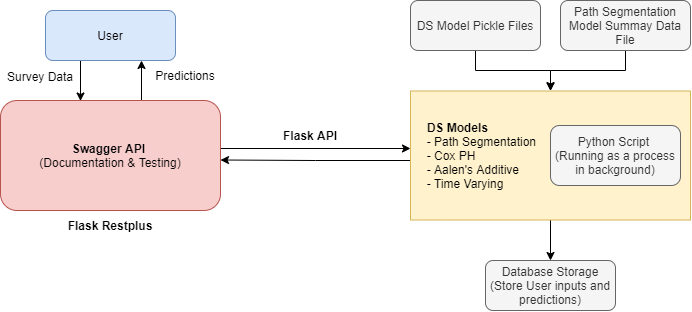 User
Survey Data
Predictions
Swagger API
(Documentation & Testing)
Flask Restplus
Flask API
DS Model Pickle Files
Path Segmentation
Model Summay Data
File
DS Models
- Path Segmentation
- Cox PH
- Aalen's Additive
- Time Varying
Python Script
(Running as a process
in background)
Database Storage
(Store User inputs and
predictions)